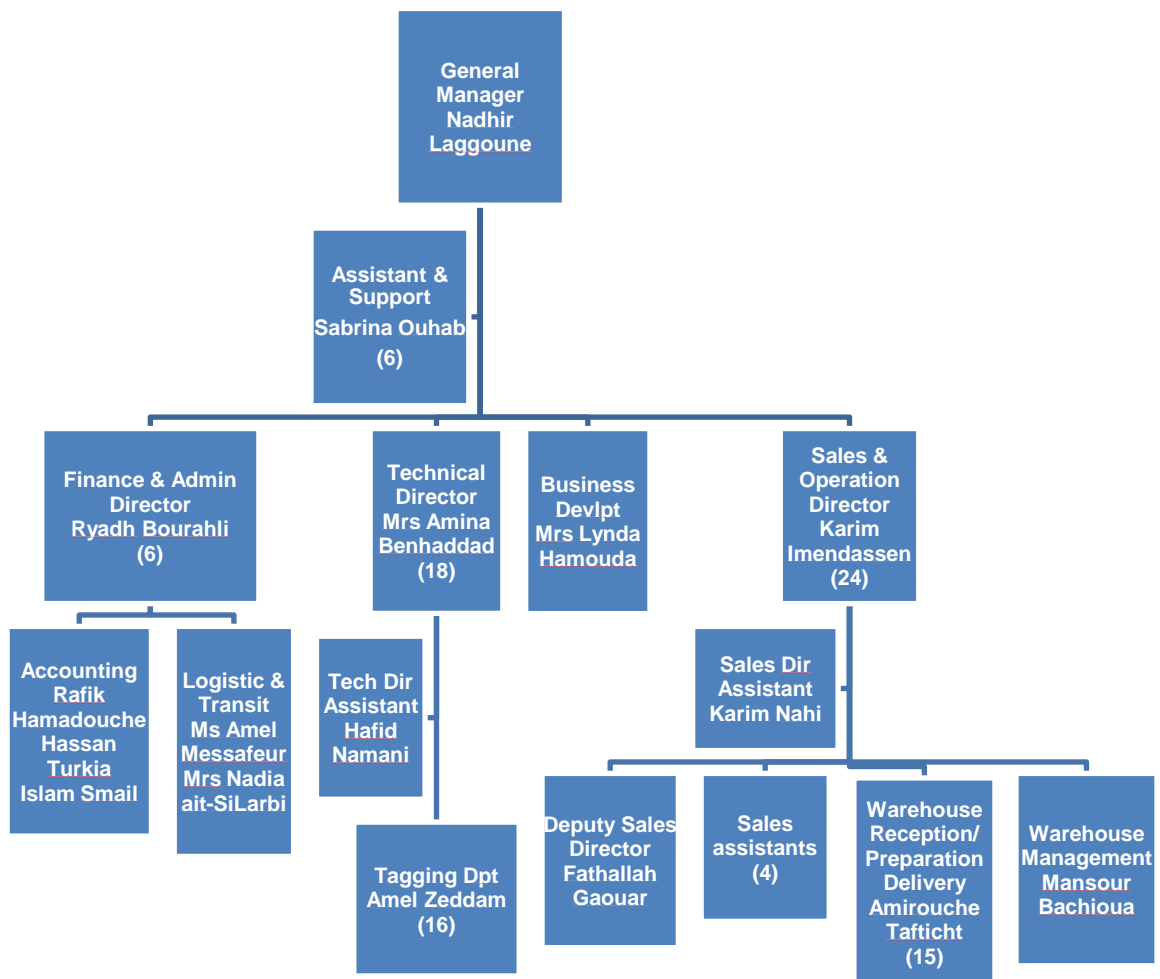 General
Manager
Nadhir
Laggoune
Assistant &
Support
Sabrina Ouhab
(6)
Finance & Admin
Director
Ryadh Bourahli
(6)
Technical
Director
Mrs Amina
Benhaddad
(18)
Business
Devlpt
Mrs Lynda
Hamouda
Sales &
Operation
Director
Karim
Imendassen
(24)
Accounting
Rafik
Hamadouche
Hassan
Turkia
Islam Smail
Logistic &
Transit
Ms Amel
Messafeur
Mrs Nadia
ait-SiLarbi
Tech Dir
Assistant
Hafid
Namani
Sales Dir
Assistant
Karim Nahi
Tagging Dpt
Amel Zeddam
(16)
Deputy Sales
Director
Fathallah
Gaouar
Sales
assistants
(4)
Warehouse
Reception/
Preparation
Delivery
Amirouche
Tafticht
(15)
Warehouse
Management
Mansour
Bachioua